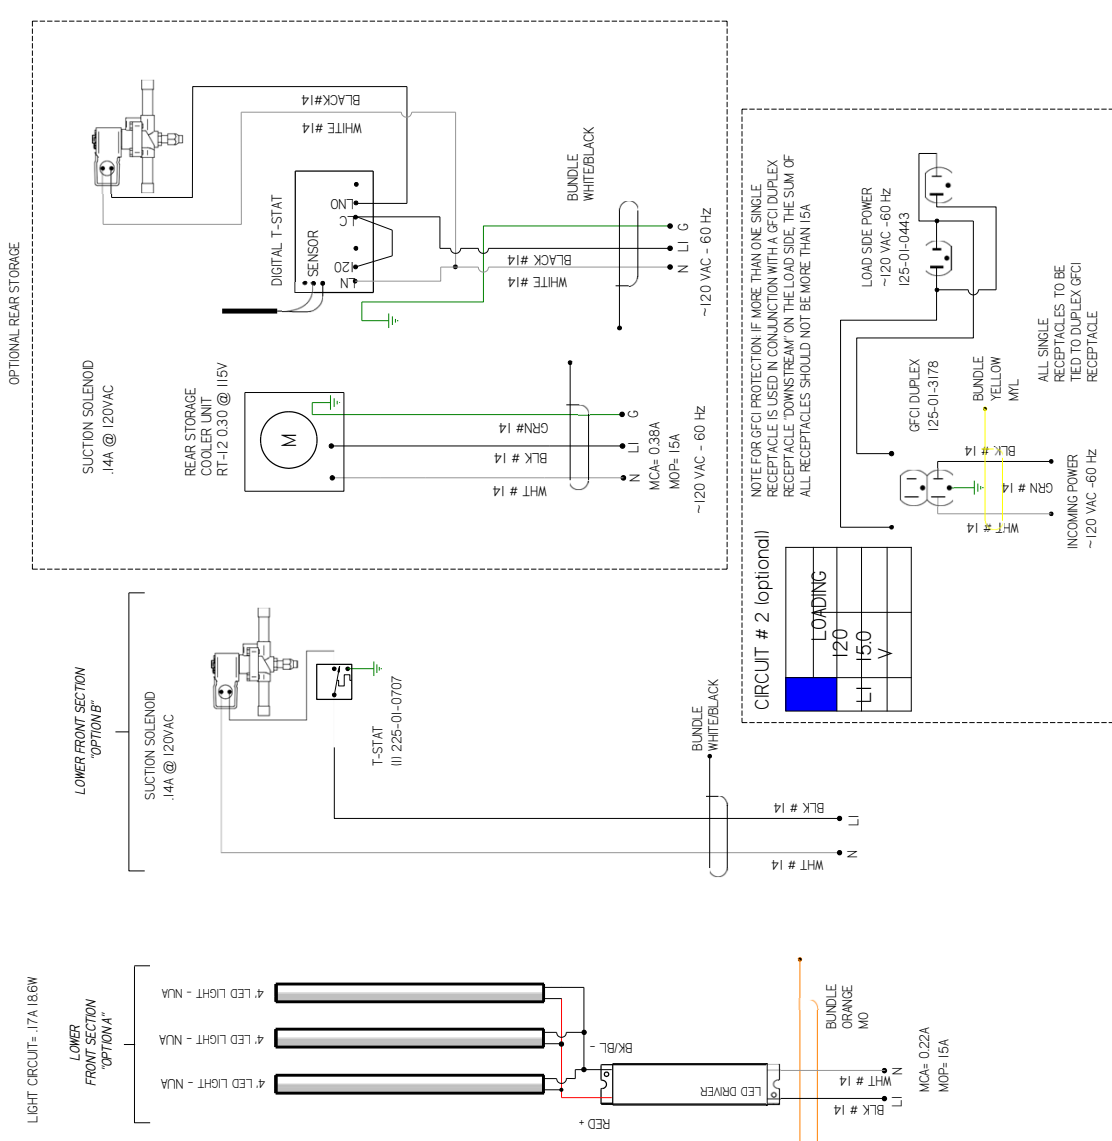 OPTIONAL REAR STORAGE
SUCTION SOLENOID
.14A @ 120VAC
BLACK#14
WHITE #14
DIGITAL T-STAT
SENSOR
LNO
LC
120
LN
BUNDLE
WHITE/BLACK
BLACK #14
WHITE #14
G
L1
N
~120 VAC - 60 Hz
REAR STORAGE
COOLER UNIT
RT-12 0.30 @ 115V
M
GRN# 14
BLK # 14
WHT # 14
G
L1
N
MCA= 0.38A
MOP= 15A
~120 VAC - 60 Hz
NOTE FOR GFCI PROTECTION: IF MORE THAN ONE SINGLE
RECEPTACLE IS USED IN CONJUNCTION WITH A GFCI DUPLEX
RECEPTACLE "DOWNSTREAM" ON THE LOAD SIDE, THE SUM OF
ALL RECEPTACLES SHOULD NOT BE MORE THAN 15A
LOAD SIDE POWER
~120 VAC -60 Hz
125-01-0443
GFCI DUPLEX
125-01-3178
BUNDLE
YELLOW
MYL
ALL SINGLE
RECEPTACLES TO BE
TIED TO DUPLEX GFCI
RECEPTACLE
BLK # 14
GRN # 14
WHT # 14
INCOMING POWER
~120 VAC -60 Hz
CIRCUIT # 2 (optional)
LOADING
120
L1 15.0
V
LOWER FRONT SECTION
"OPTION B"
SUCTION SOLENOID
.14A @ 120VAC
T-STAT
(1) 225-01-0707
BUNDLE
WHITE/BLACK
BLK # 14
L1
N
WHT # 14
LIGHT CIRCUIT= .17A 18.6W
LOWER
FRONT SECTION
"OPTION A"
4' LED LIGHT - NUA
4' LED LIGHT - NUA
4' LED LIGHT - NUA
BK/BL -
RED +
LED DRIVER
BUNDLE
ORANGE
MO
WHT # 14
N
BLK # 14
L1
MCA= 0.22A
MOP= 15A